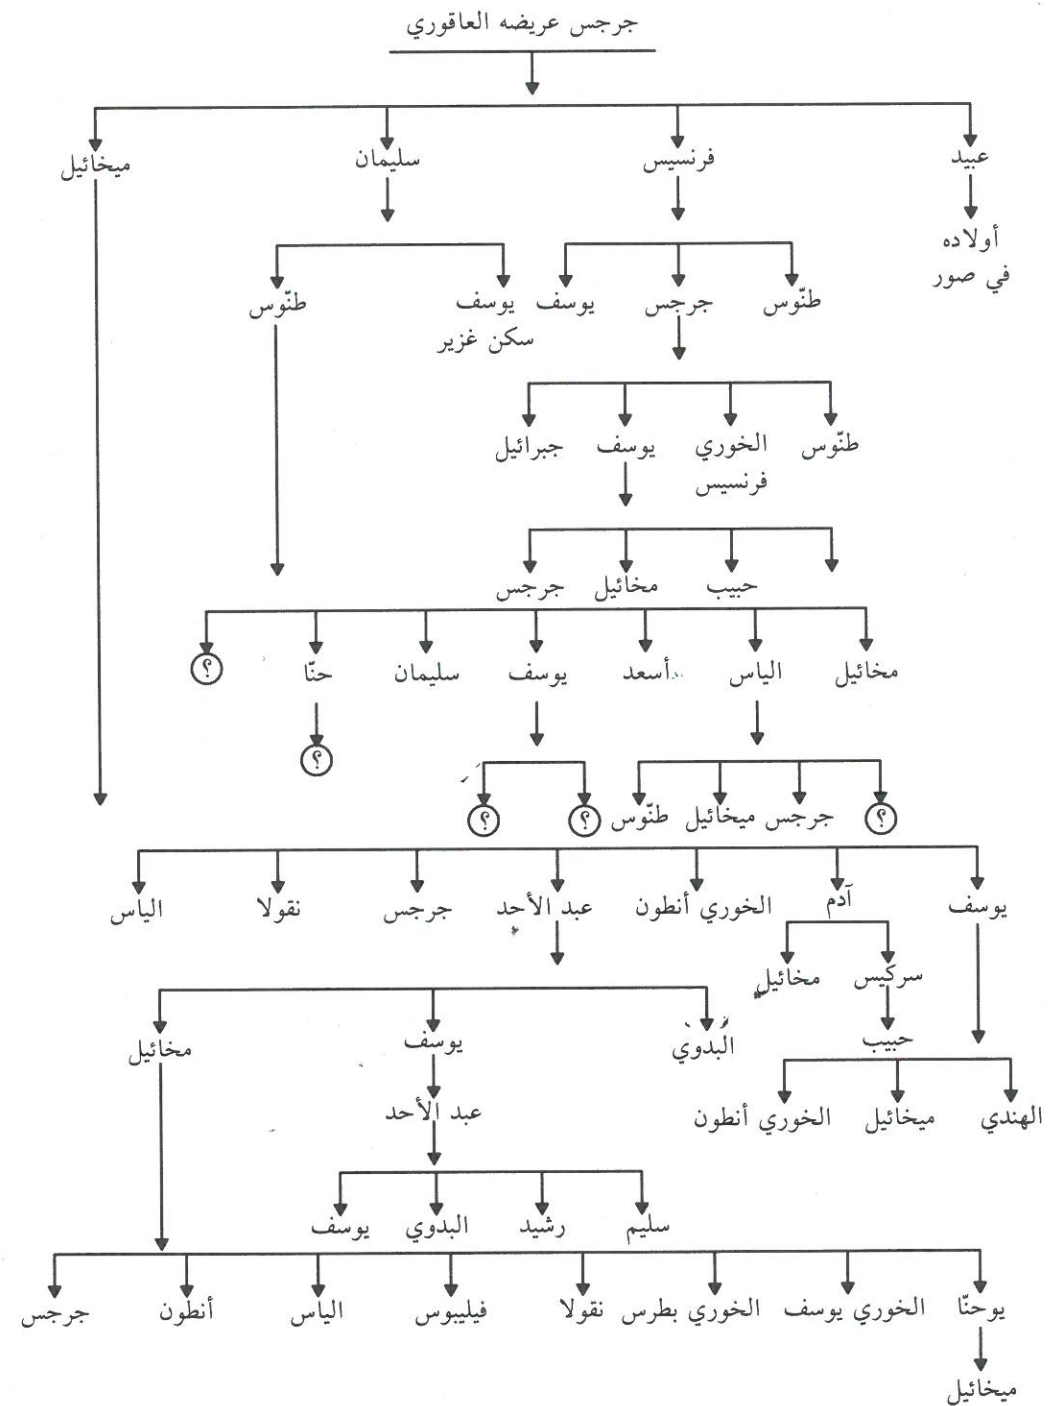 جرجس عريضه العاقوري
عبيد فرنسيس سليمان ميخائيل
أولاده
في صور
طنّوس جرجس يوسف يوسف طنّوس
سكن غزير
طنّوس الخوري يوسف جبرائيل
فرنسيس
حبيب مخائيل جرجس
مخائيل الياس أسعد يوسف سليمان حنّا ؟
؟
؟ جرجس ميخائيل طنّوس ؟ ؟
يوسف آدم الخوري أنطون عبد الأحد جرجس نقولا الياس
سركيس مخائيل
حبيب
البدوي يوسف مخائيل
الهندي ميخائيل الخوري أنطون
عبد الأحد
سليم رشيد البدوي يوسف
يوحنّا الخوري يوسف الخوري بطرس نقولا فيليبوس الياس أنطون جرجس
ميخائيل